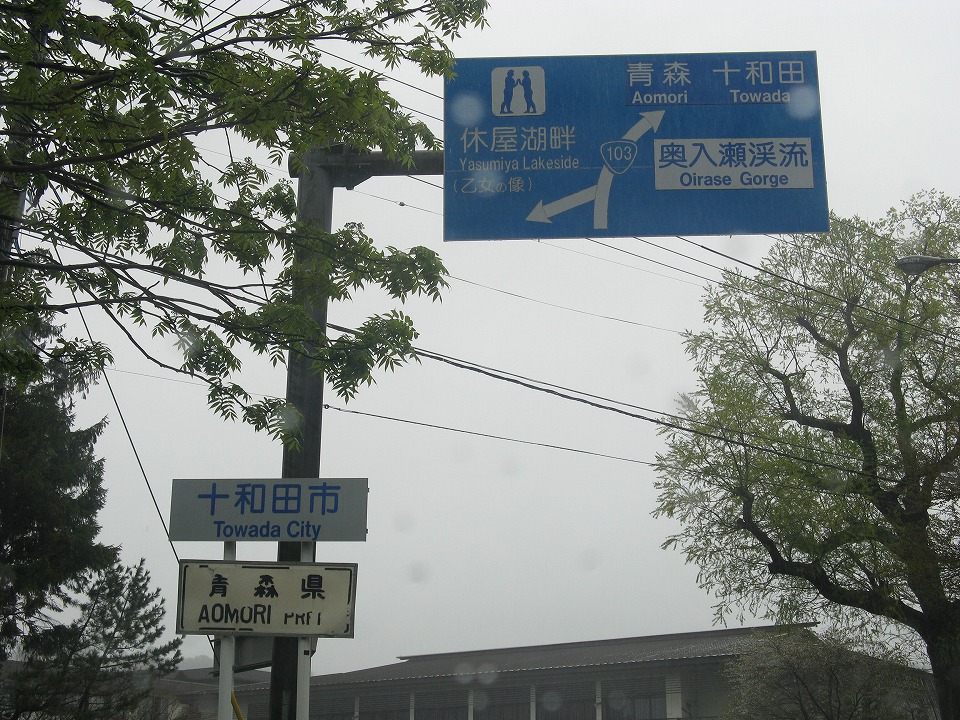 青森 十和田
Aomori Towada
休屋湖畔
Yasumiya Lakeside
(乙女の像)
103
奥入瀬渓流
Oirase Gorge
十和田市
Towada City
青森県
AOMORI PRFF